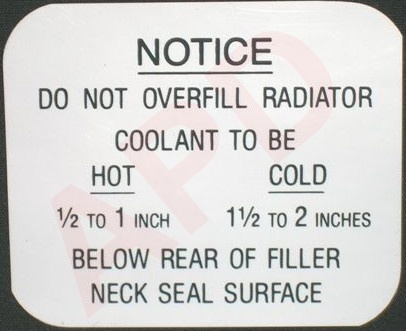 NOTICE
DO NOT OVERFILL RADIATOR
COOLANT TO BE
HOT COLD
½ TO 1 INCH 1½ TO 2 INCHES
BELOW REAR OF FILLER
NECK SEAL SURFACE
APD